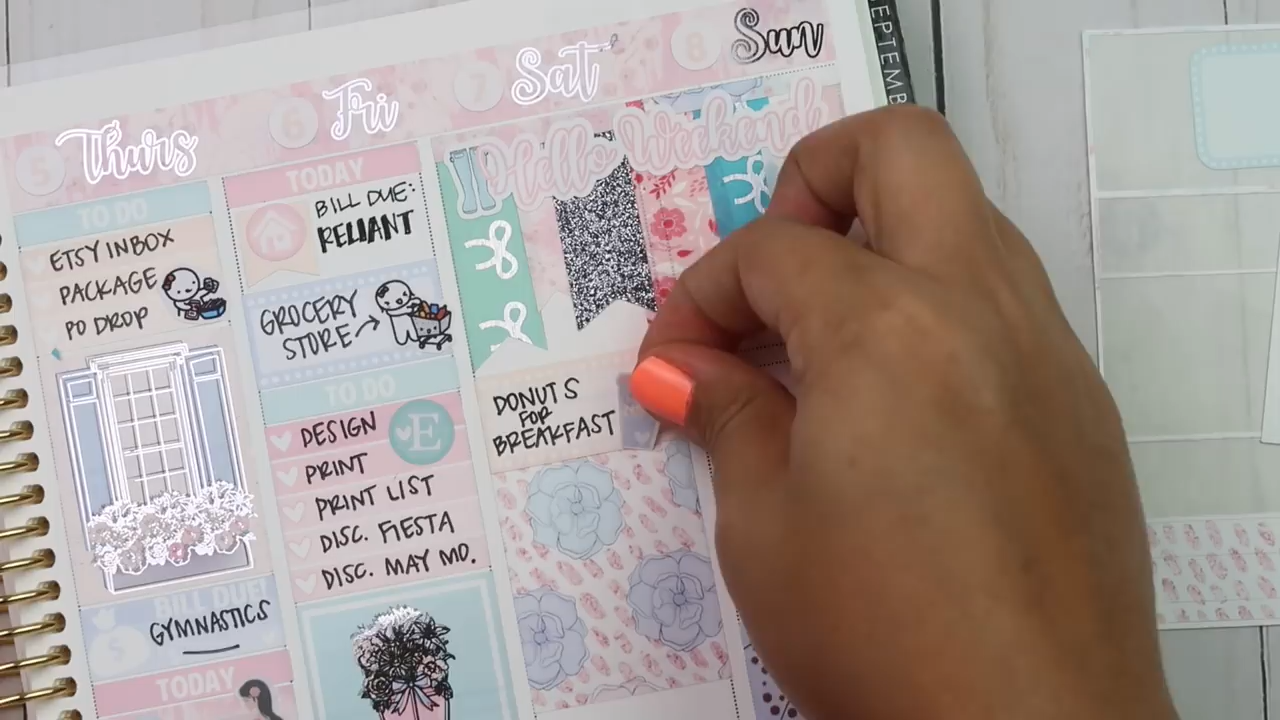 SEPTEMB
8 Sun
7 Sat
6 Fri
5 Thurs
TO DO
ETSY INBOX
PACKAGE
PO DROP
BILL DUE
$
GYMNASTICS
TODAY
TODAY
BILL DUE:
RELIANT
GROCERY
STORE
TO DO
DESIGN
E
PRINT
PRINT LIST
DISC. FIESTA
DISC. MAY MD.
Hello Weekend
DONUTS
FOR
BREAKFAST